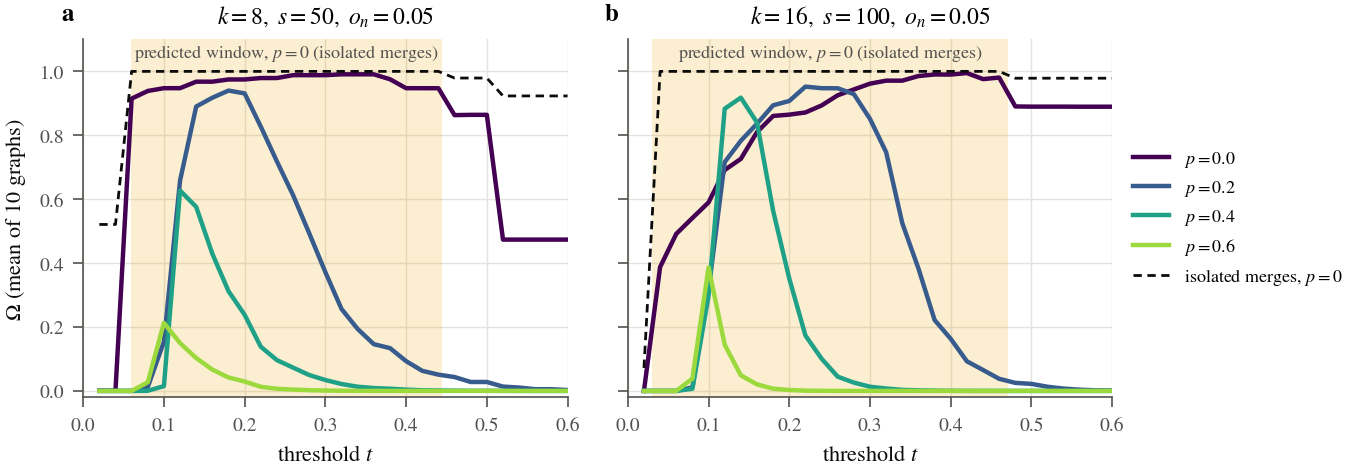 a
k=8, s=50, oₙ=0.05
predicted window, p=0 (isolated merges)
Ω (mean of 10 graphs)
1.0
0.8
0.6
0.4
0.2
0.0
0.0 0.1 0.2 0.3 0.4 0.5 0.6
threshold t
b
k=16, s=100, oₙ=0.05
predicted window, p=0 (isolated merges)
0.0 0.1 0.2 0.3 0.4 0.5 0.6
threshold t
p=0.0
p=0.2
p=0.4
p=0.6
isolated merges, p=0